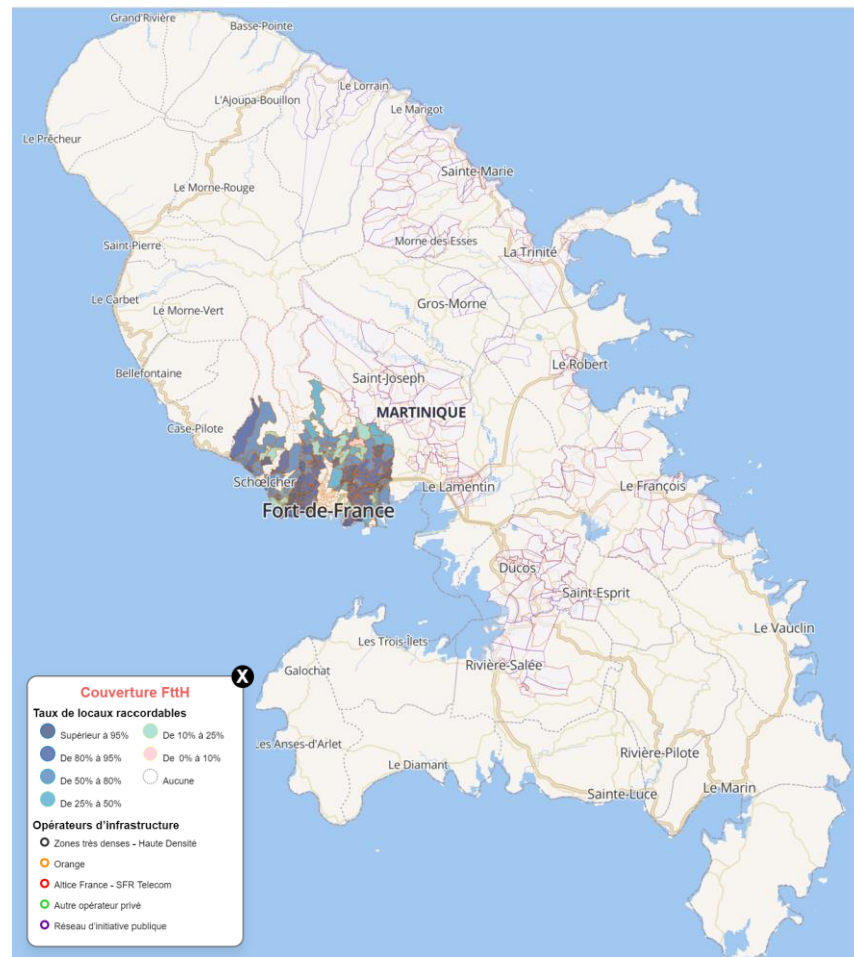 Grand'Rivière
Basse-Pointe
Le Lorrain
L'Ajoupa-Bouillon
Le Marigot
Le Prêcheur
Sainte-Marie
Le Morne-Rouge
Morne des Esses
Saint-Pierre
La Trinité
Le Carbet
Gros-Morne
Le Morne-Vert
Le Robert
Bellefontaine
Saint-Joseph
MARTINIQUE
Case-Pilote
Schœlcher
Le Lamentin
Le François
Fort-de-France
Ducos
Saint-Esprit
Le Vauclin
Les Trois-Îlets
Rivière-Salée
Galochat
Les Anses-d'Arlet
Rivière-Pilote
Le Diamant
Sainte-Luce
Le Marin
X
Couverture FttH
Taux de locaux raccordables
Supérieur à 95%
De 10% à 25%
De 80% à 95%
De 0% à 10%
De 50% à 80%
Aucune
De 25% à 50%
Opérateurs d'infrastructure
Zones très denses - Haute Densité
Orange
Altice France - SFR Telecom
Autre opérateur privé
Réseau d'initiative publique